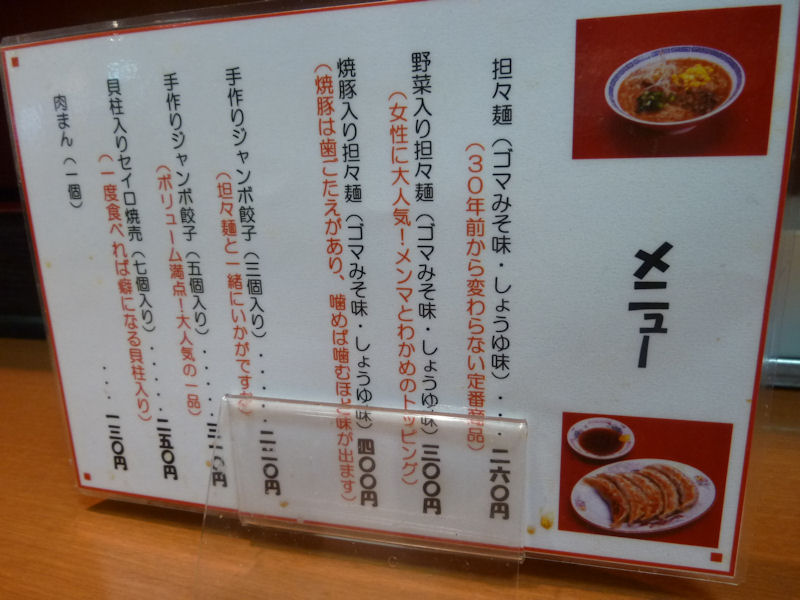 メニュー
担々麺（ゴマみそ味・しょうゆ味）・・・二六〇円
（３０年前から変わらない定番商品）
野菜入り担々麺（ゴマみそ味・しょうゆ味）三〇〇円
（女性に大人気！メンマとわかめのトッピング）
焼豚入り担々麺（ゴマみそ味・しょうゆ味）四〇〇円
（焼豚は歯ごたえがあり、噛めば噛むほど味が出ます）
手作りジャンボ餃子（三個入り）・・・・・
（坦々麺と一緒にいかがですか）
手作りジャンボ餃子（五個入り）・・・・・
（ボリューム満点！大人気の一品）
貝柱入りセイロ焼売（七個入り）・・・・・二五〇円
（一度食べれば癖になる貝柱入り）
肉まん（一個）・・・・一三〇円